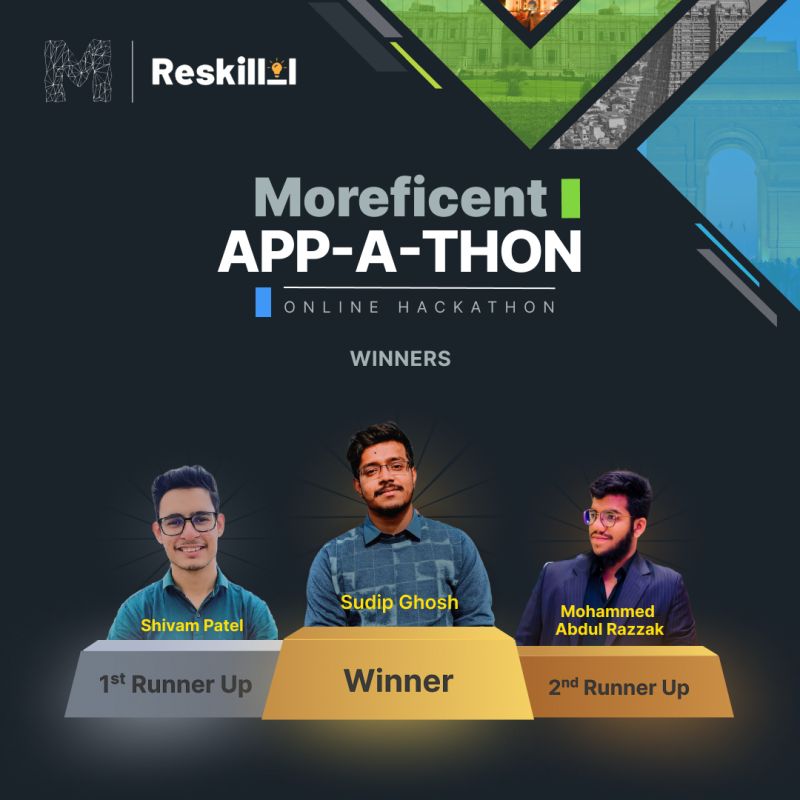 M
Reskilll
Moreficent
APP-A-THON
ONLINE HACKATHON
WINNERS
Sudip Ghosh
Shivam Patel
Mohammed
Abdul Razzak
1st Runner Up
Winner
2nd Runner Up